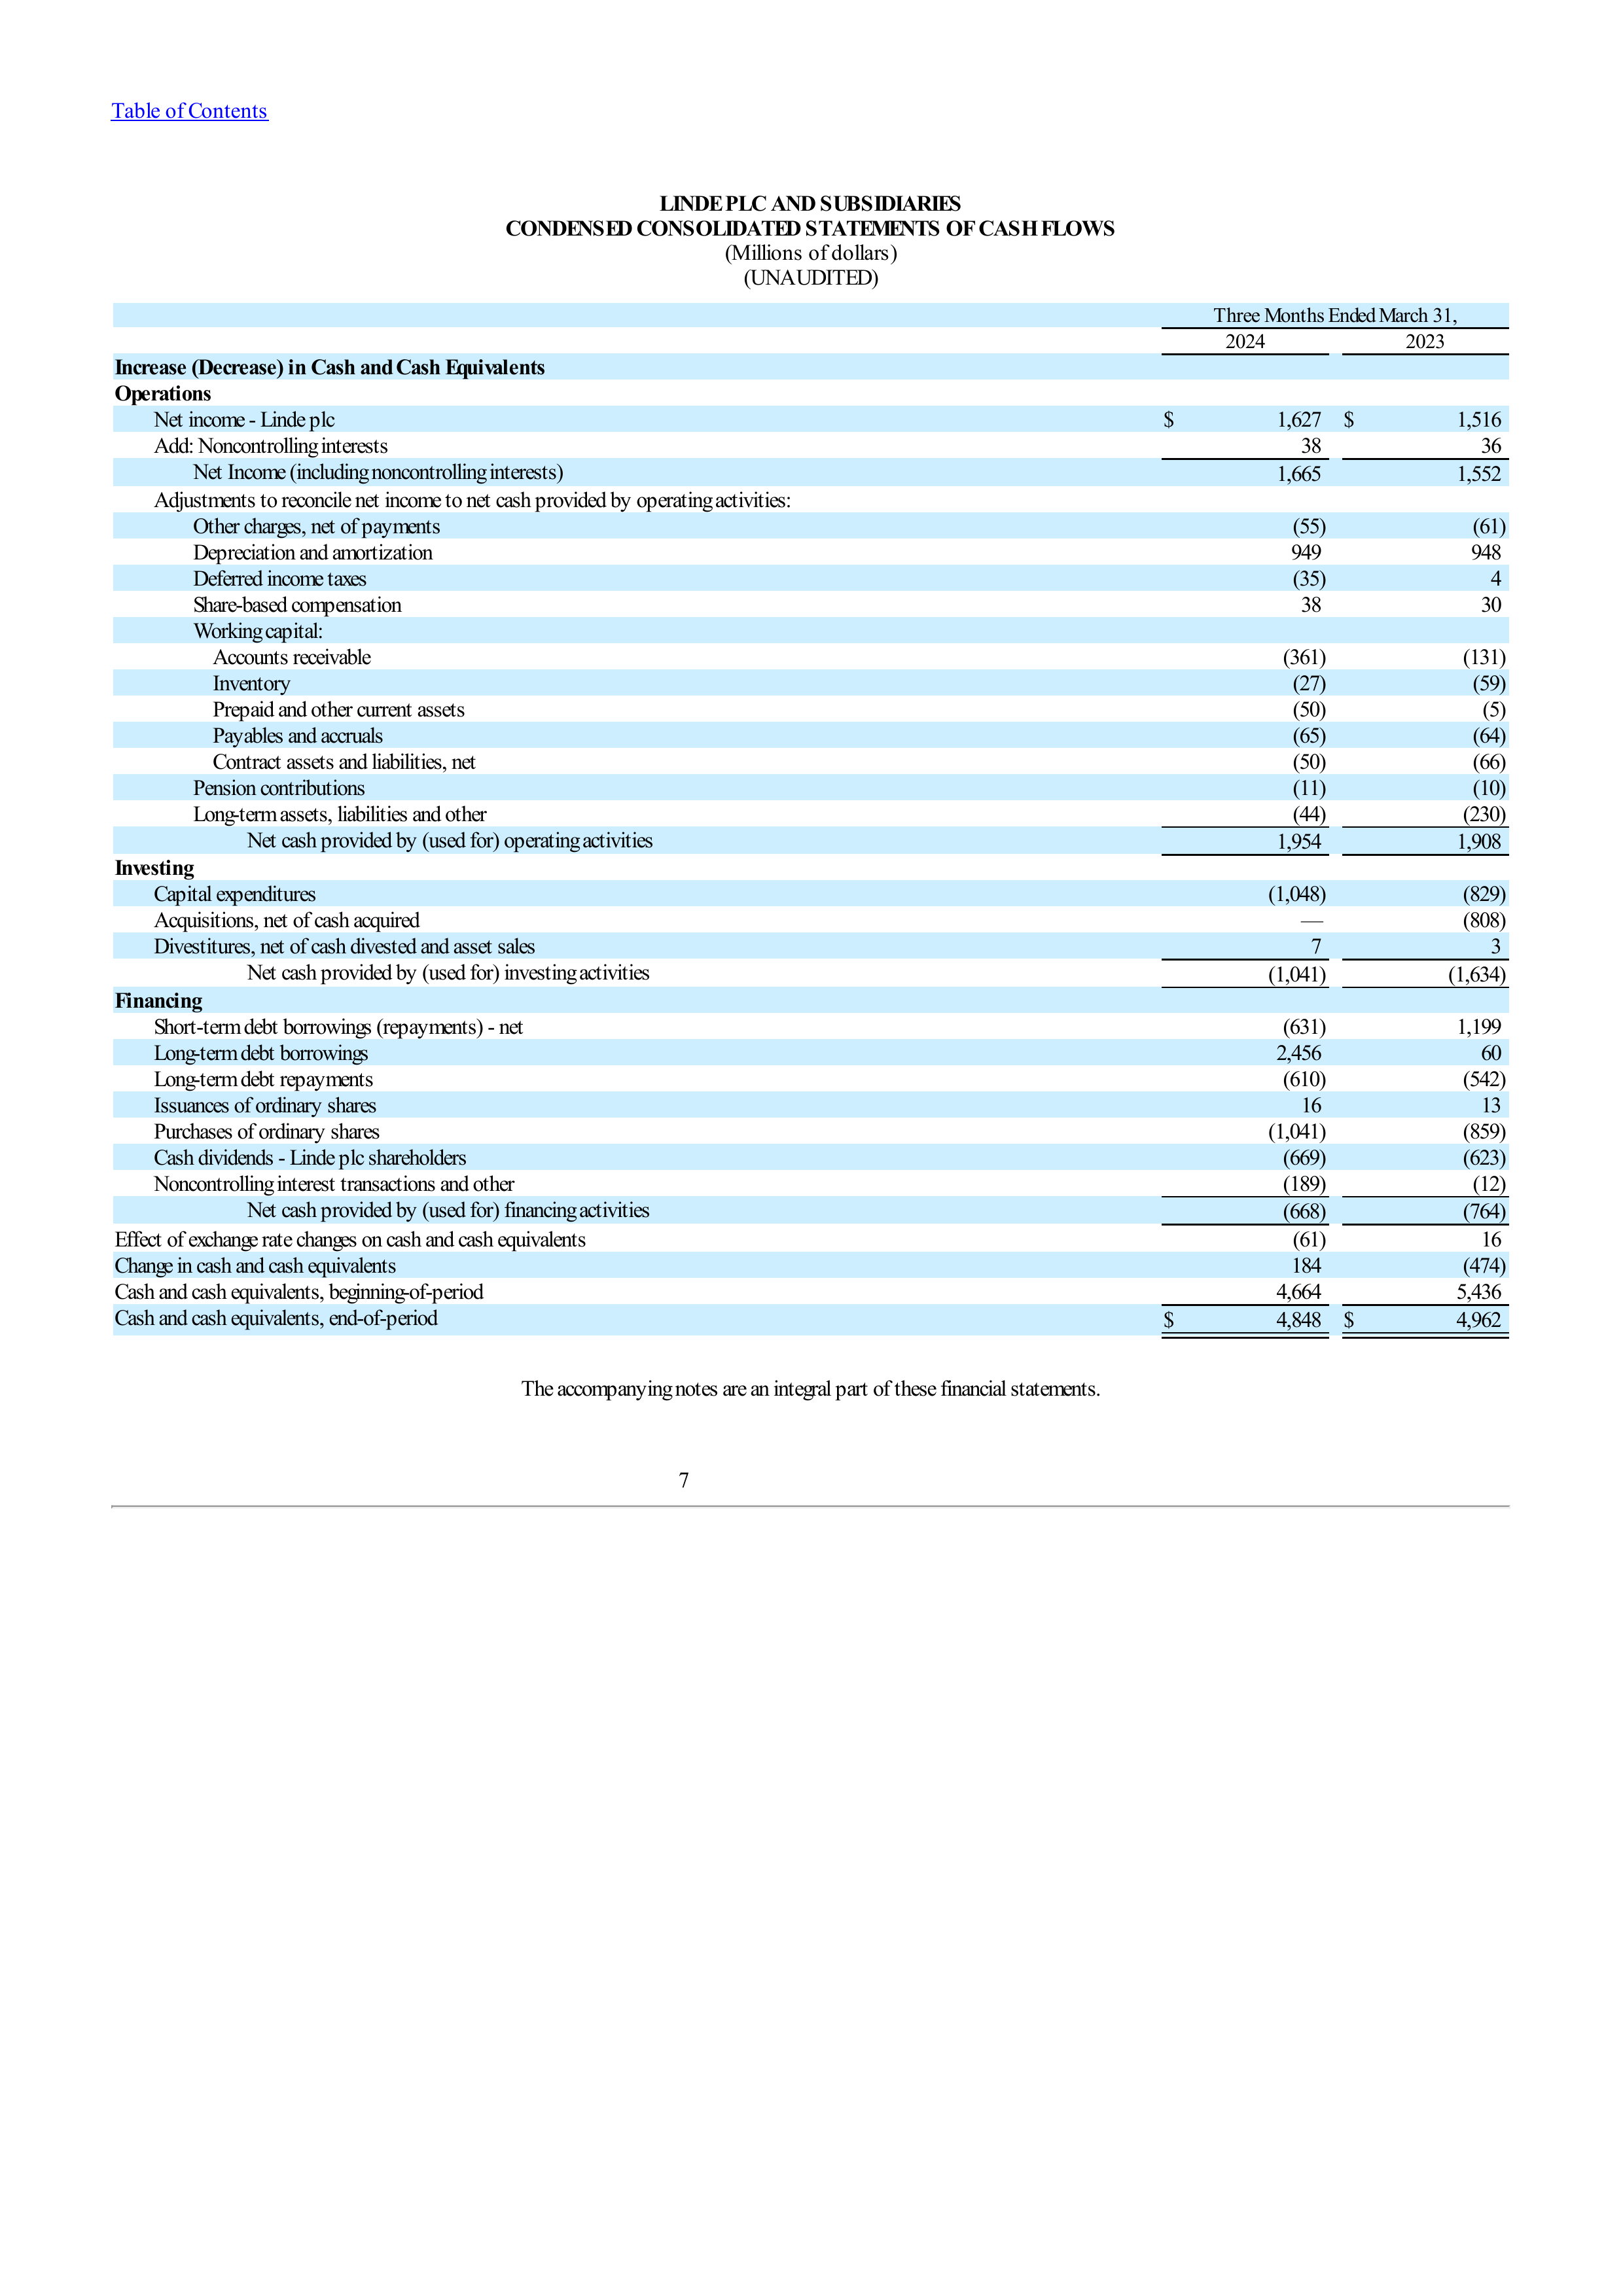 Table of Contents
LINDE PLC AND SUBSIDIARIES
CONDENSED CONSOLIDATED STATEMENTS OF CASH FLOWS
(Millions of dollars)
(UNAUDITED)
Three Months Ended March 31,
2024 2023
Increase (Decrease) in Cash and Cash Equivalents
Operations
Net income - Linde plc $ 1,627 $ 1,516
Add: Noncontrolling interests 38 36
Net Income (including noncontrolling interests) 1,665 1,552
Adjustments to reconcile net income to net cash provided by operating activities:
Other charges, net of payments (55) (61)
Depreciation and amortization 949 948
Deferred income taxes (35) 4
Share-based compensation 38 30
Working capital:
Accounts receivable (361) (131)
Inventory (27) (59)
Prepaid and other current assets (50) (5)
Payables and accruals (65) (64)
Contract assets and liabilities, net (50) (66)
Pension contributions (11) (10)
Long-term assets, liabilities and other (44) (230)
Net cash provided by (used for) operating activities 1,954 1,908
Investing
Capital expenditures (1,048) (829)
Acquisitions, net of cash acquired — (808)
Divestitures, net of cash divested and asset sales 7 3
Net cash provided by (used for) investing activities (1,041) (1,634)
Financing
Short-term debt borrowings (repayments) - net (631) 1,199
Long-term debt borrowings 2,456 60
Long-term debt repayments (610) (542)
Issuances of ordinary shares 16 13
Purchases of ordinary shares (1,041) (859)
Cash dividends - Linde plc shareholders (669) (623)
Noncontrolling interest transactions and other (189) (12)
Net cash provided by (used for) financing activities (668) (764)
Effect of exchange rate changes on cash and cash equivalents (61) 16
Change in cash and cash equivalents 184 (474)
Cash and cash equivalents, beginning-of-period 4,664 5,436
Cash and cash equivalents, end-of-period $ 4,848 $ 4,962
The accompanying notes are an integral part of these financial statements.
7